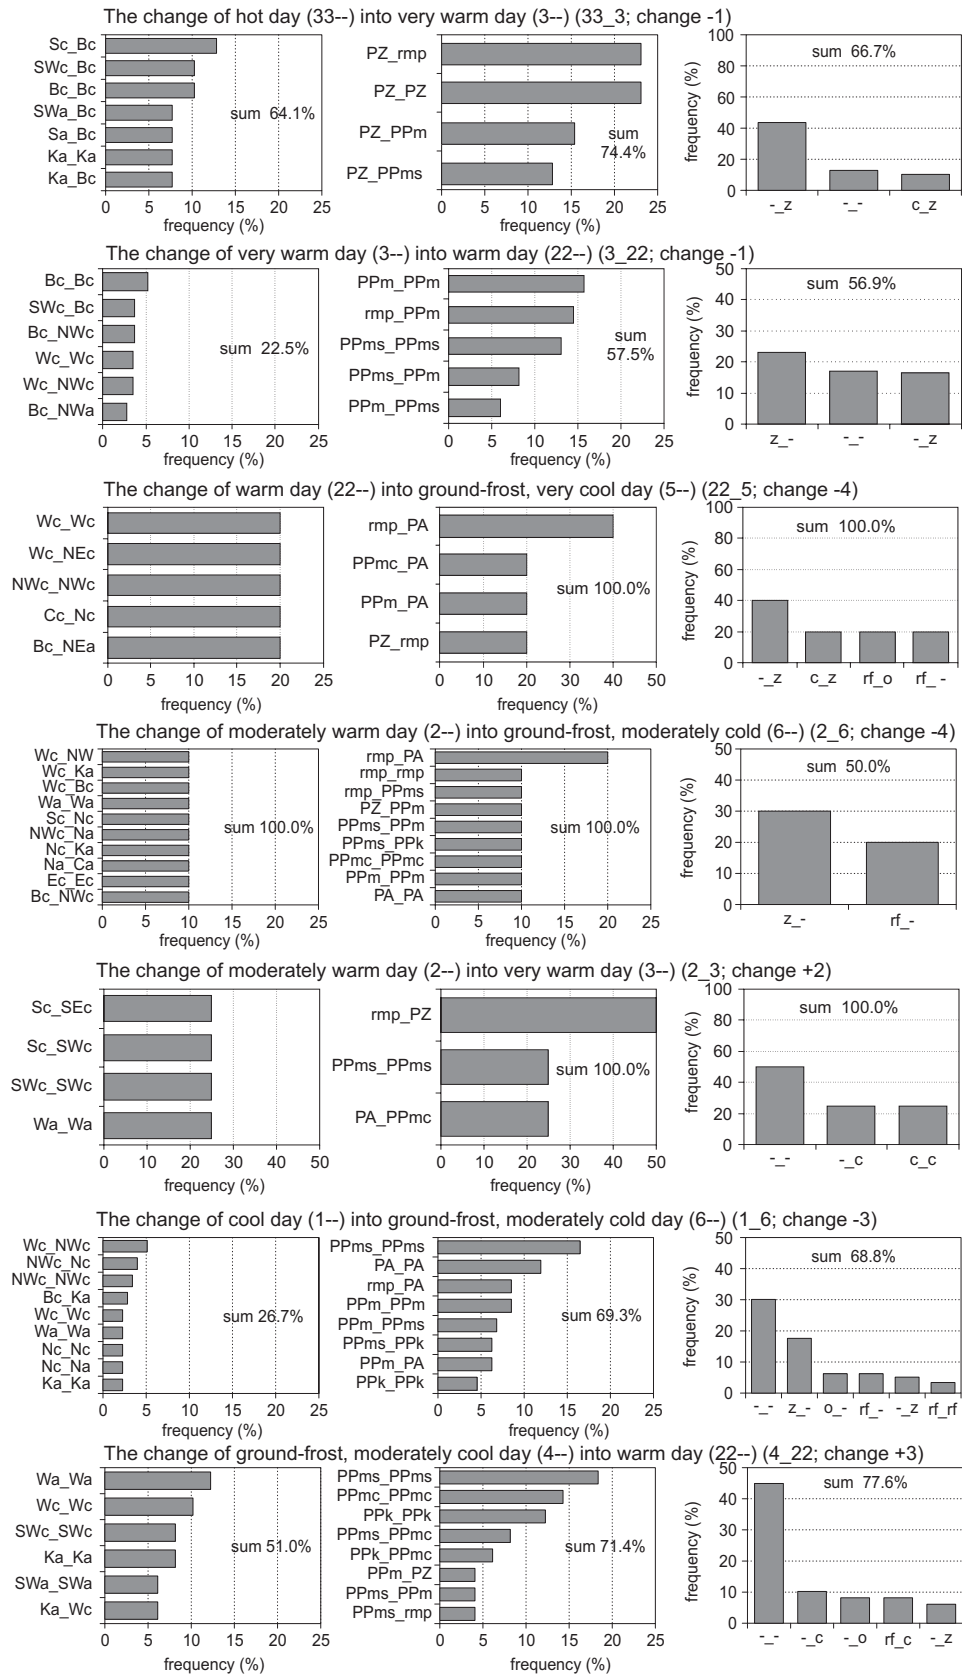 The change of hot day (33--) into very warm day (3--) (33_3; change -1)
Sc_Bc
SWc_Bc
Bc_Bc
SWa_Bc
Sa_Bc
Ka_Ka
Ka_Bc
sum 64.1%
0 5 10 15 20 25
frequency (%)
PZ_rmp
PZ_PZ
PZ_PPm
PZ_PPms
sum
74.4%
0 5 10 15 20 25
frequency (%)
frequency (%)
100
80
60
40
20
0
sum 66.7%
-_z -_- c_z
The change of very warm day (3--) into warm day (22--) (3_22; change -1)
Bc_Bc
SWc_Bc
Bc_NWc
Wc_Wc
Wc_NWc
Bc_NWa
sum 22.5%
0 5 10 15 20 25
frequency (%)
PPm_PPm
rmp_PPm
PPms_PPms
PPms_PPm
PPm_PPms
sum
57.5%
0 5 10 15 20 25
frequency (%)
frequency (%)
50
40
30
20
10
0
sum 56.9%
z_- -_- -_z
The change of warm day (22--) into ground-frost, very cool day (5--) (22_5; change -4)
Wc_Wc
Wc_NEc
NWc_NWc
Cc_Nc
Bc_NEa
0 5 10 15 20 25
frequency (%)
rmp_PA
PPmc_PA
PPm_PA
PZ_rmp
sum 100.0%
0 10 20 30 40 50
frequency (%)
frequency (%)
100
80
60
40
20
0
sum 100.0%
-_z c_z rf_o rf_-
The change of moderately warm day (2--) into ground-frost, moderately cold (6--) (2_6; change -4)
Wc_NW
Wc_Ka
Wc_Bc
Wa_Wa
Sc_Nc
NWc_Na
Nc_Ka
Na_Ca
Ec_Ec
Bc_NWc
sum 100.0%
0 5 10 15 20 25
frequency (%)
rmp_PA
rmp_rmp
rmp_PPms
PZ_PPm
PPms_PPm
PPms_PPk
PPmc_PPmc
PPm_PPm
PA_PA
sum 100.0%
0 5 10 15 20 25
frequency (%)
frequency (%)
50
40
30
20
10
0
sum 50.0%
z_- rf_-
The change of moderately warm day (2--) into very warm day (3--) (2_3; change +2)
Sc_SEc
Sc_SWc
SWc_SWc
Wa_Wa
0 10 20 30 40 50
frequency (%)
rmp_PZ
PPms_PPms
PA_PPmc
sum 100.0%
0 10 20 30 40 50
frequency (%)
frequency (%)
100
80
60
40
20
0
sum 100.0%
-_- -_c c_c
The change of cool day (1--) into ground-frost, moderately cold day (6--) (1_6; change -3)
Wc_NWc
NWc_Nc
NWc_NWc
Bc_Ka
Wc_Wc
Wa_Wa
Nc_Nc
Nc_Na
Ka_Ka
sum 26.7%
0 5 10 15 20 25
frequency (%)
PPms_PPms
PA_PA
rmp_PA
PPm_PPm
PPm_PPms
PPms_PPk
PPm_PA
PPk_PPk
sum 69.3%
0 5 10 15 20 25
frequency (%)
frequency (%)
50
40
30
20
10
0
sum 68.8%
-_- z_- o_- rf_- -_z rf_rf
The change of ground-frost, moderately cool day (4--) into warm day (22--) (4_22; change +3)
Wa_Wa
Wc_Wc
SWc_SWc
Ka_Ka
SWa_SWa
Ka_Wc
sum 51.0%
0 5 10 15 20 25
frequency (%)
PPms_PPms
PPmc_PPmc
PPk_PPk
PPms_PPmc
PPk_PPmc
PPm_PZ
PPms_PPm
PPms_rmp
sum 71.4%
0 5 10 15 20 25
frequency (%)
frequency (%)
50
40
30
20
10
0
sum 77.6%
-_- -_c -_o rf_c -_z